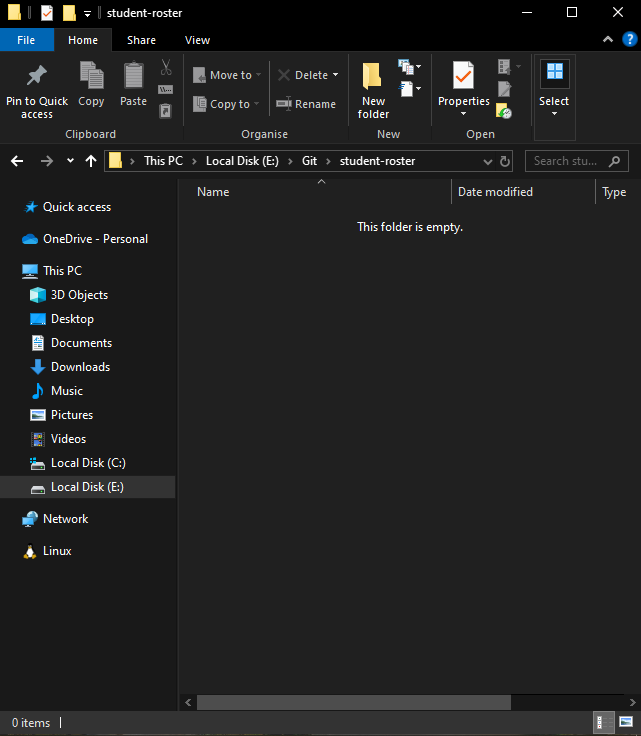 student-roster
File Home Share View
Pin to Quick access
Copy
Paste
Move to
Copy to
Delete
Rename
New folder
Properties
Open
Select
Clipboard Organise New Open
This PC Local Disk (E:) Git student-roster
Search stu...
Name Date modified Type
This folder is empty.
Quick access
OneDrive - Personal
This PC
3D Objects
Desktop
Documents
Downloads
Music
Pictures
Videos
Local Disk (C:)
Local Disk (E:)
Network
Linux
0 items